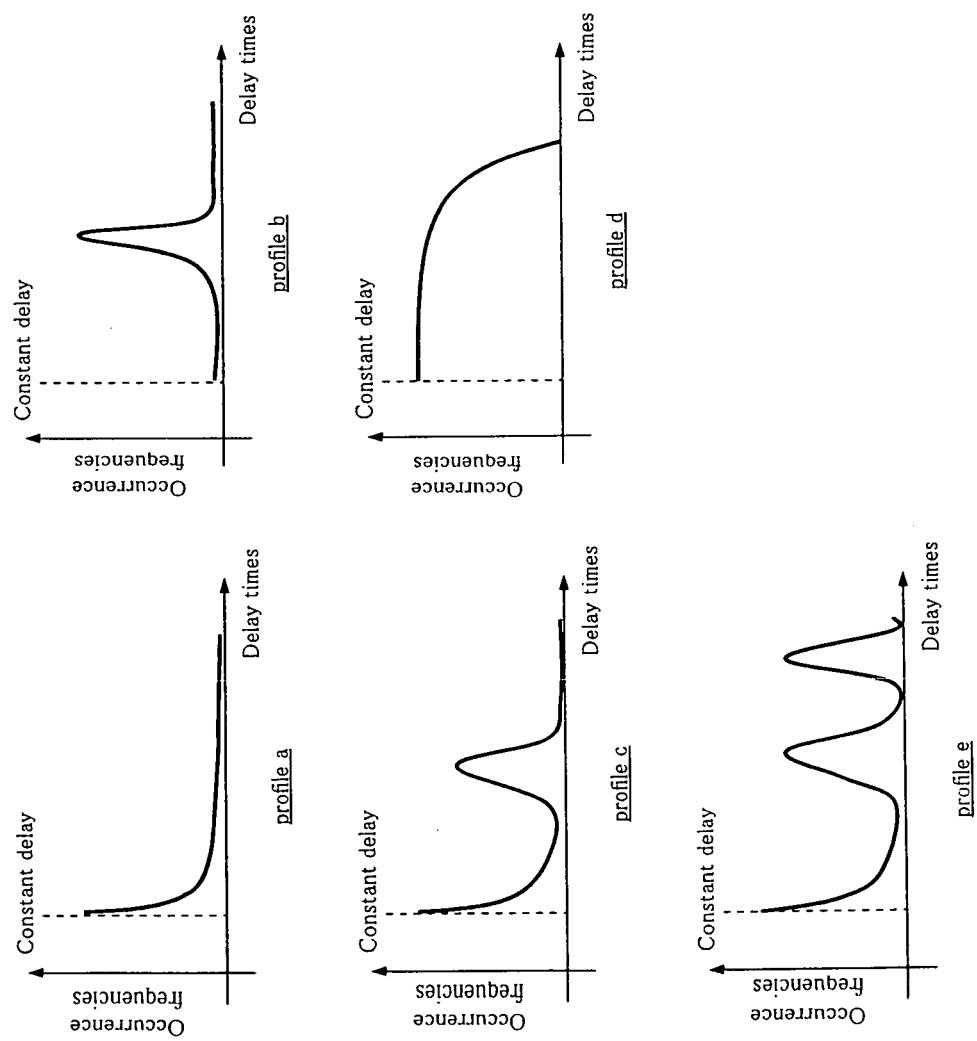 Constant delay
Occurrence
frequencies
Delay times
profile a
Constant delay
Occurrence
frequencies
Delay times
profile b
Constant delay
Occurrence
frequencies
Delay times
profile c
Constant delay
Occurrence
frequencies
Delay times
profile d
Constant delay
Occurrence
frequencies
Delay times
profile e